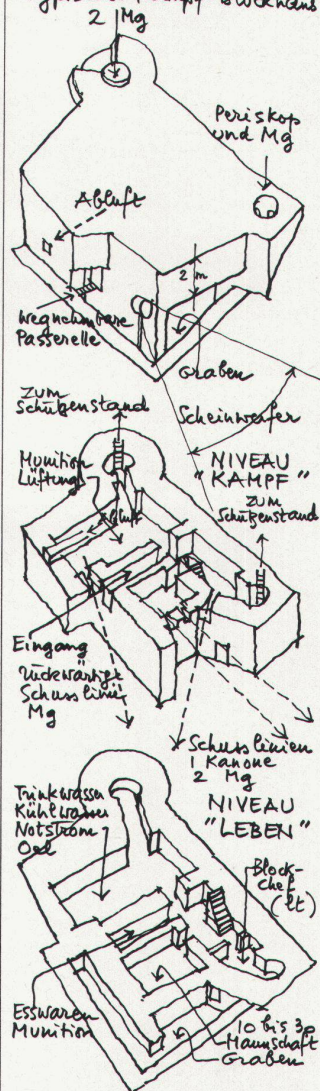 Blockhaus
2 Mg
Periskop
und Mg
Abluft
2 m
wegnehmbare
Passerelle
Graben
Scheinwerfer
zum
Schützenstand
NIVEAU
"KAMPF"
Munition
Lüftung
zum
Schützenstand
Abluft
Eingang
rückwärtige
Schusslinie
Mg
Schusslinien
1 Kanone
2 Mg
NIVEAU
"LEBEN"
Trinkwasser
Kühlwasser
Notstrom
Oel
Block-
chef
(lt)
Esswaren
Munition
10 bis 30
Mannschaft
Graben